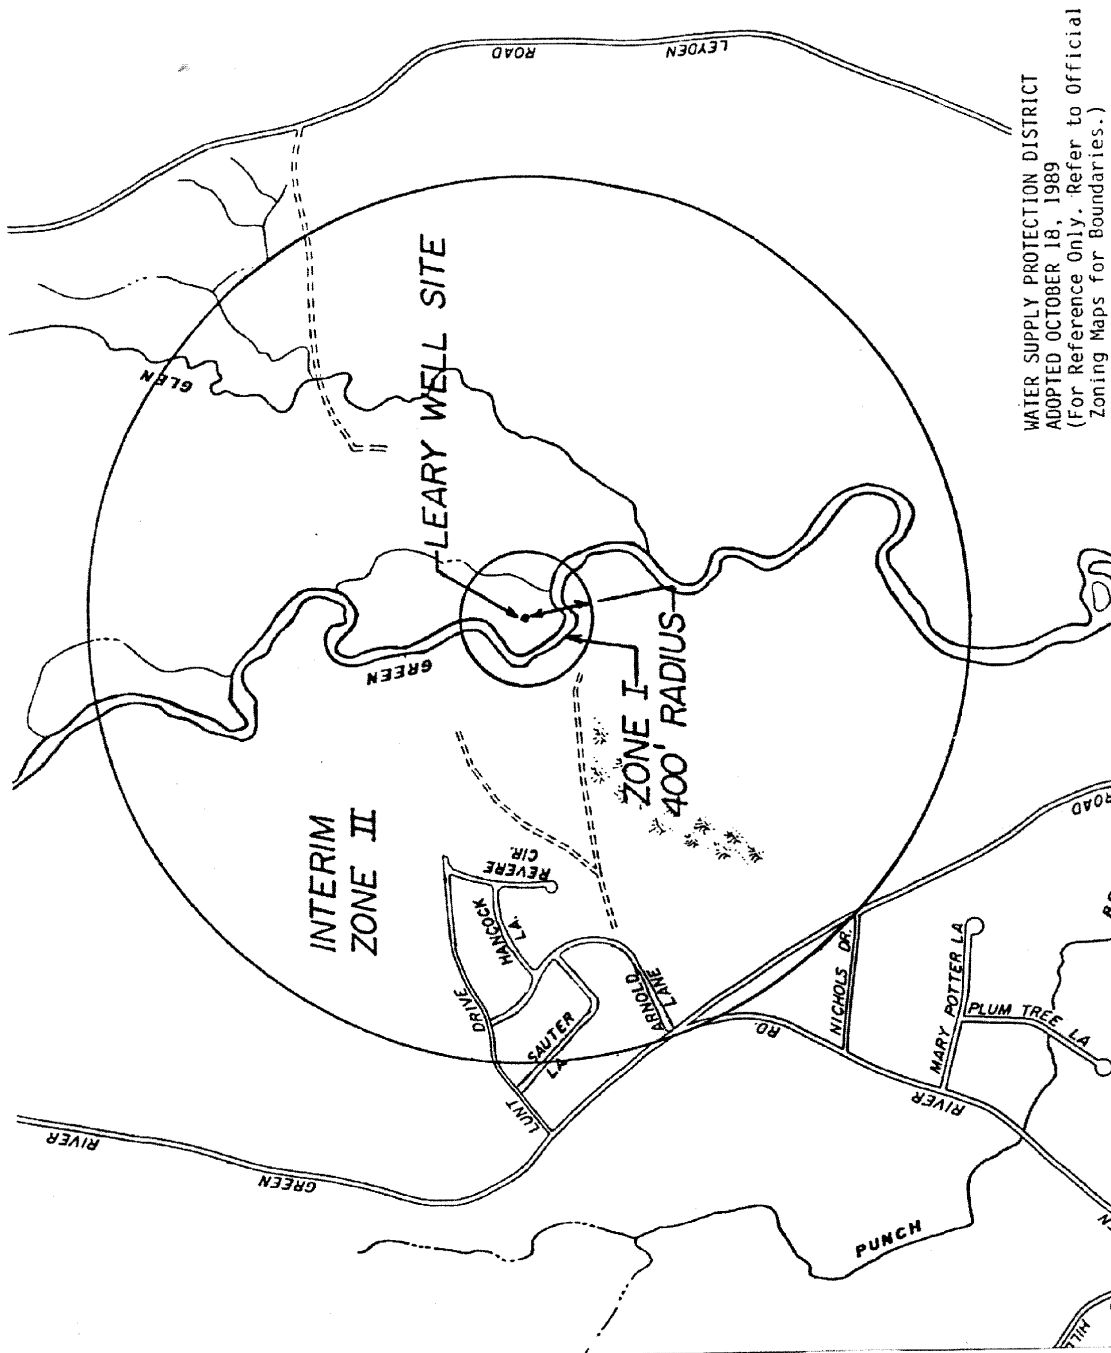 LEYDEN
ROAD
GLEN
LEARY WELL SITE
GREEN
ZONE I
400' RADIUS
INTERIM
ZONE II
REVERE
CIR.
HANCOCK
LA.
DRIVE
SAUTER
LA.
LUNT
ARNOLD
LANE
ROAD
NICHOLS DR.
RD.
MARY POTTER LA
PLUM TREE LA
RIVER
GREEN
RIVER
PUNCH
HILL
WATER SUPPLY PROTECTION DISTRICT
ADOPTED OCTOBER 18, 1989
(For Reference Only. Refer to Official
Zoning Maps for Boundaries.)